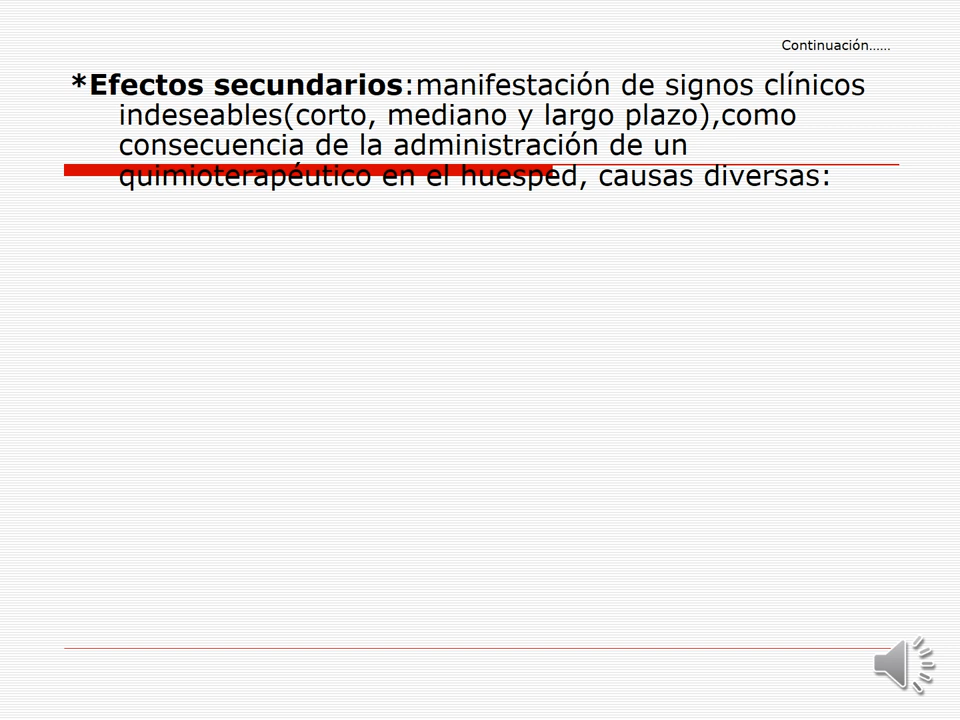 Continuación……
*Efectos secundarios:manifestación de signos clínicos
indeseables(corto, mediano y largo plazo),como
consecuencia de la administración de un
quimioterapéutico en el huesped, causas diversas: